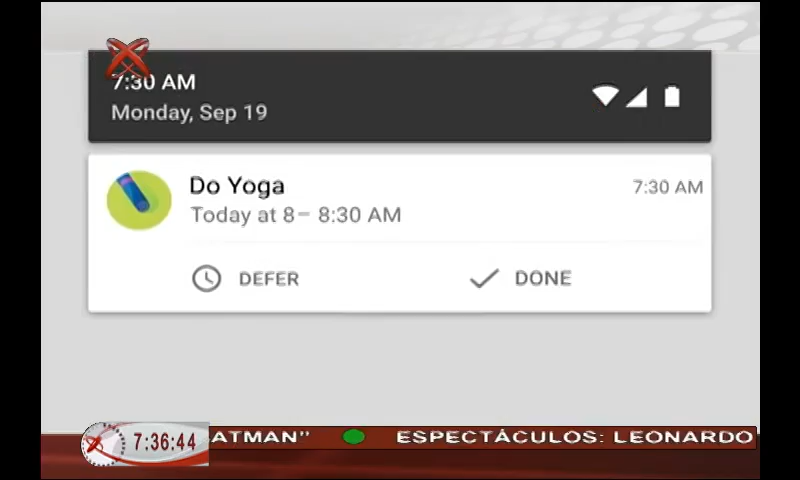 7:30 AM
Monday, Sep 19
Do Yoga
7:30 AM
Today at 8– 8:30 AM
DEFER
DONE
7:36:44
ATMAN”
ESPECTÁCULOS: LEONARDO